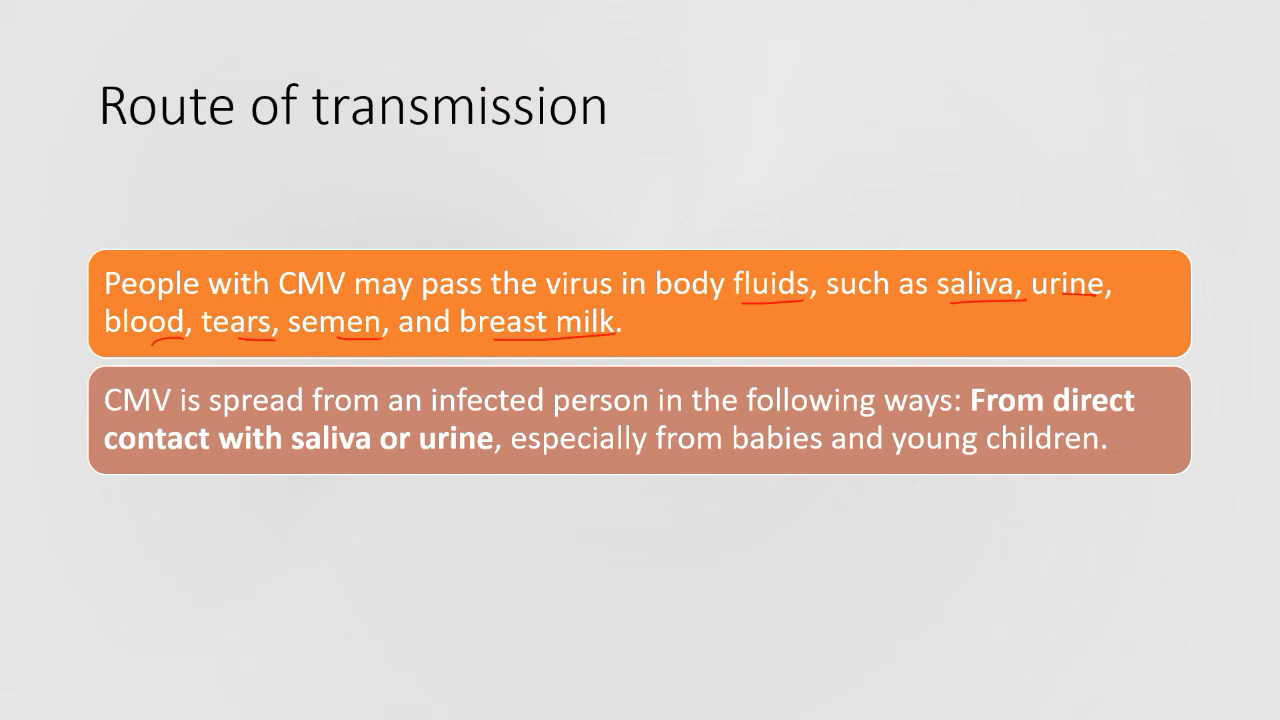 Route of transmission
People with CMV may pass the virus in body fluids, such as saliva, urine,
blood, tears, semen, and breast milk.
CMV is spread from an infected person in the following ways: From direct
contact with saliva or urine, especially from babies and young children.